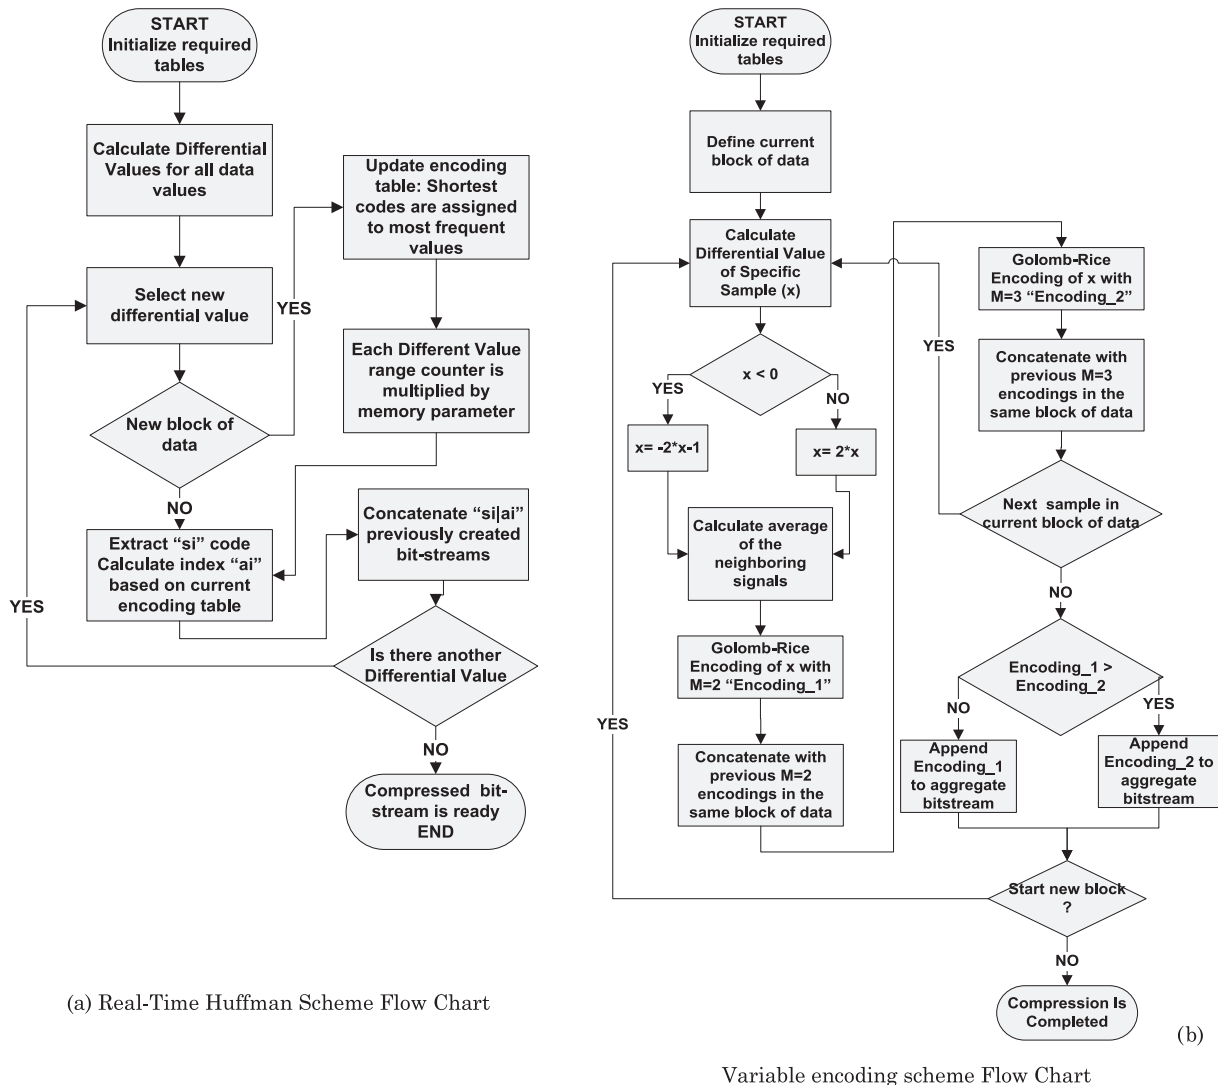 START
Initialize required
tables
Calculate Differential
Values for all data
values
Select new
differential value
New block of
data
YES
NO
Update encoding
table: Shortest
codes are assigned
to most frequent
values
Each Different Value
range counter is
multiplied by
memory parameter
Extract “si” code
Calculate index “ai”
based on current
encoding table
Concatenate “si|ai”
previously created
bit-streams
Is there another
Differential Value
YES
NO
Compressed bit-
stream is ready
END
(a) Real-Time Huffman Scheme Flow Chart
START
Initialize required
tables
Define current
block of data
Calculate
Differential Value
of Specific
Sample (x)
x < 0
YES
NO
x= -2*x-1
x= 2*x
Calculate average
of the
neighboring
signals
Golomb-Rice
Encoding of x with
M=2 “Encoding_1”
Concatenate with
previous M=2
encodings in the
same block of data
Golomb-Rice
Encoding of x with
M=3 “Encoding_2”
Concatenate with
previous M=3
encodings in the
same block of data
Next sample in
current block of data
YES
NO
Encoding_1 >
Encoding_2
NO
YES
Append
Encoding_1
to aggregate
bitstream
Append
Encoding_2 to
aggregate
bitstream
Start new block
?
YES
NO
Compression Is
Completed
(b)
Variable encoding scheme Flow Chart